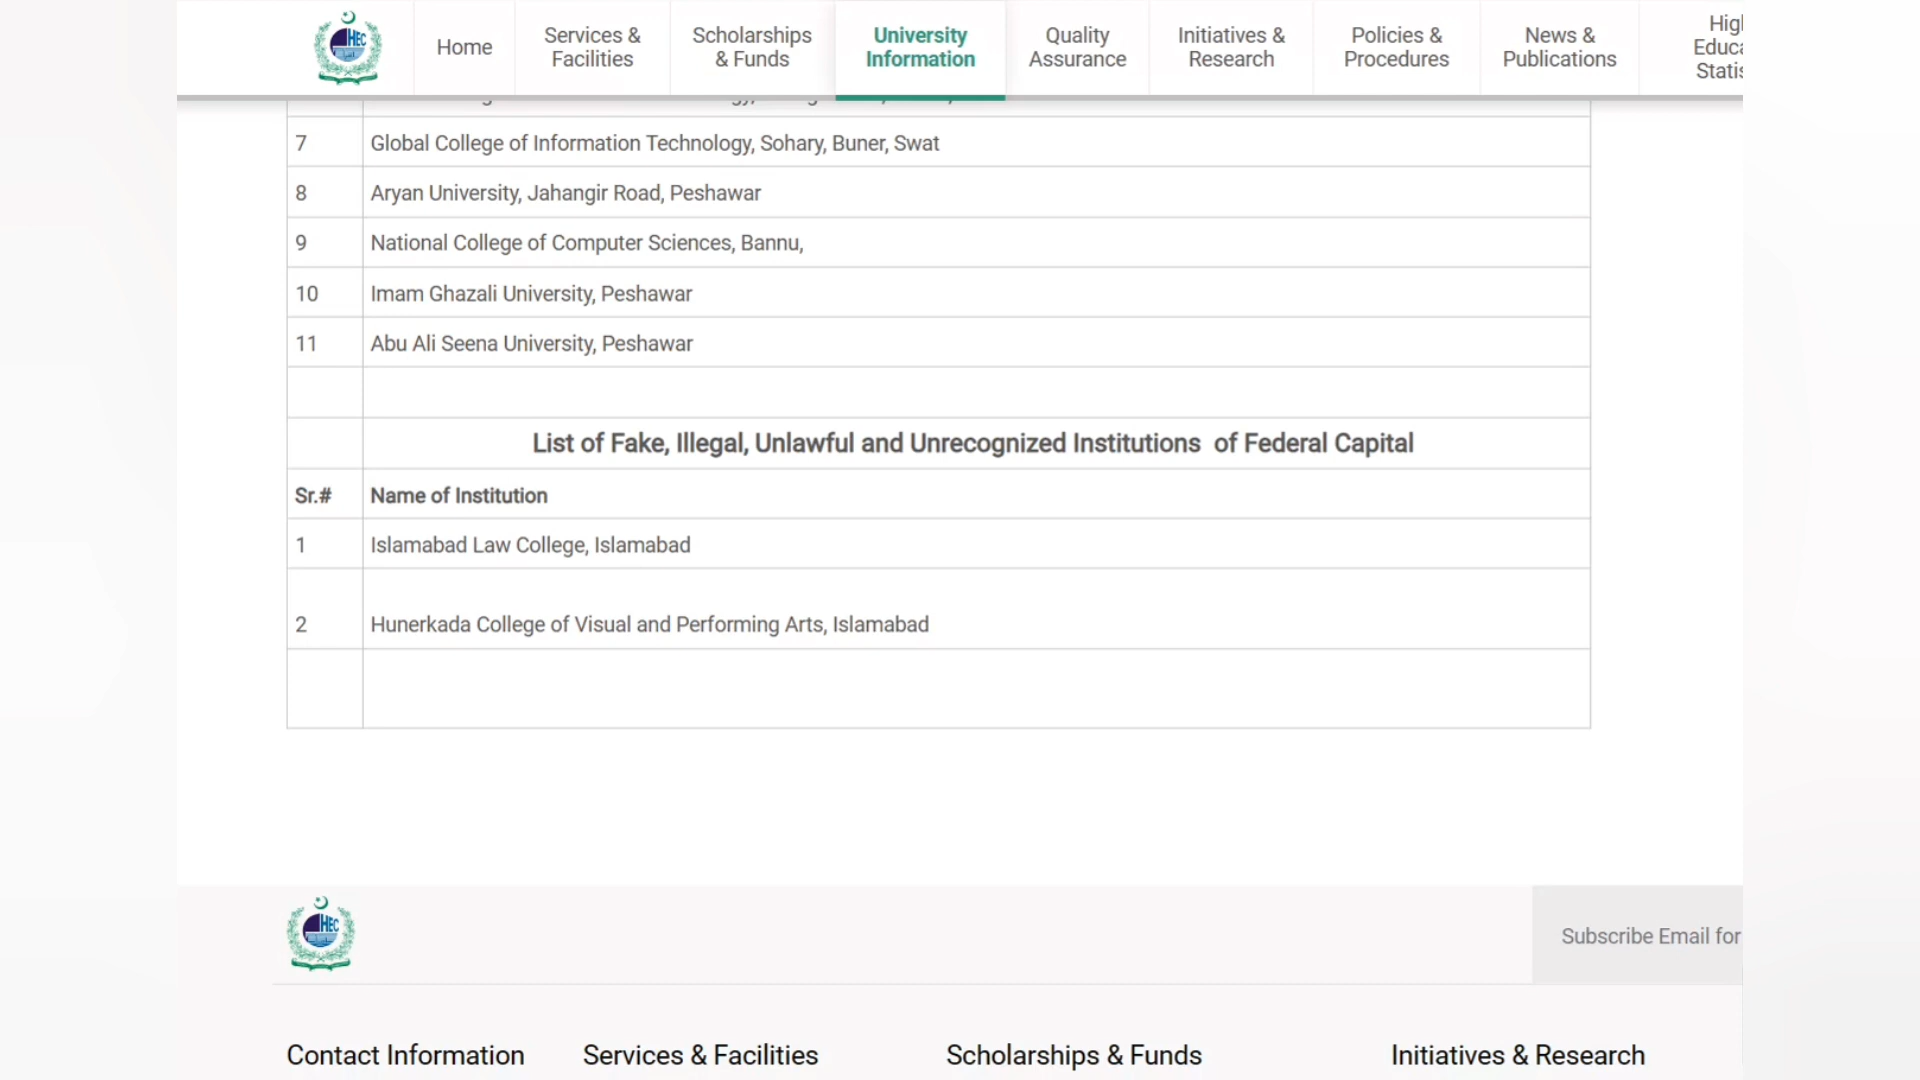 HEC
Home
Services &
Facilities
Scholarships
& Funds
University
Information
Quality
Assurance
Initiatives &
Research
Policies &
Procedures
News &
Publications
7 Global College of Information Technology, Sohary, Buner, Swat
8 Aryan University, Jahangir Road, Peshawar
9 National College of Computer Sciences, Bannu,
10 Imam Ghazali University, Peshawar
11 Abu Ali Seena University, Peshawar
List of Fake, Illegal, Unlawful and Unrecognized Institutions of Federal Capital
Sr.# Name of Institution
1 Islamabad Law College, Islamabad
2 Hunerkada College of Visual and Performing Arts, Islamabad
HEC
Subscribe Email for
Contact Information
Services & Facilities
Scholarships & Funds
Initiatives & Research